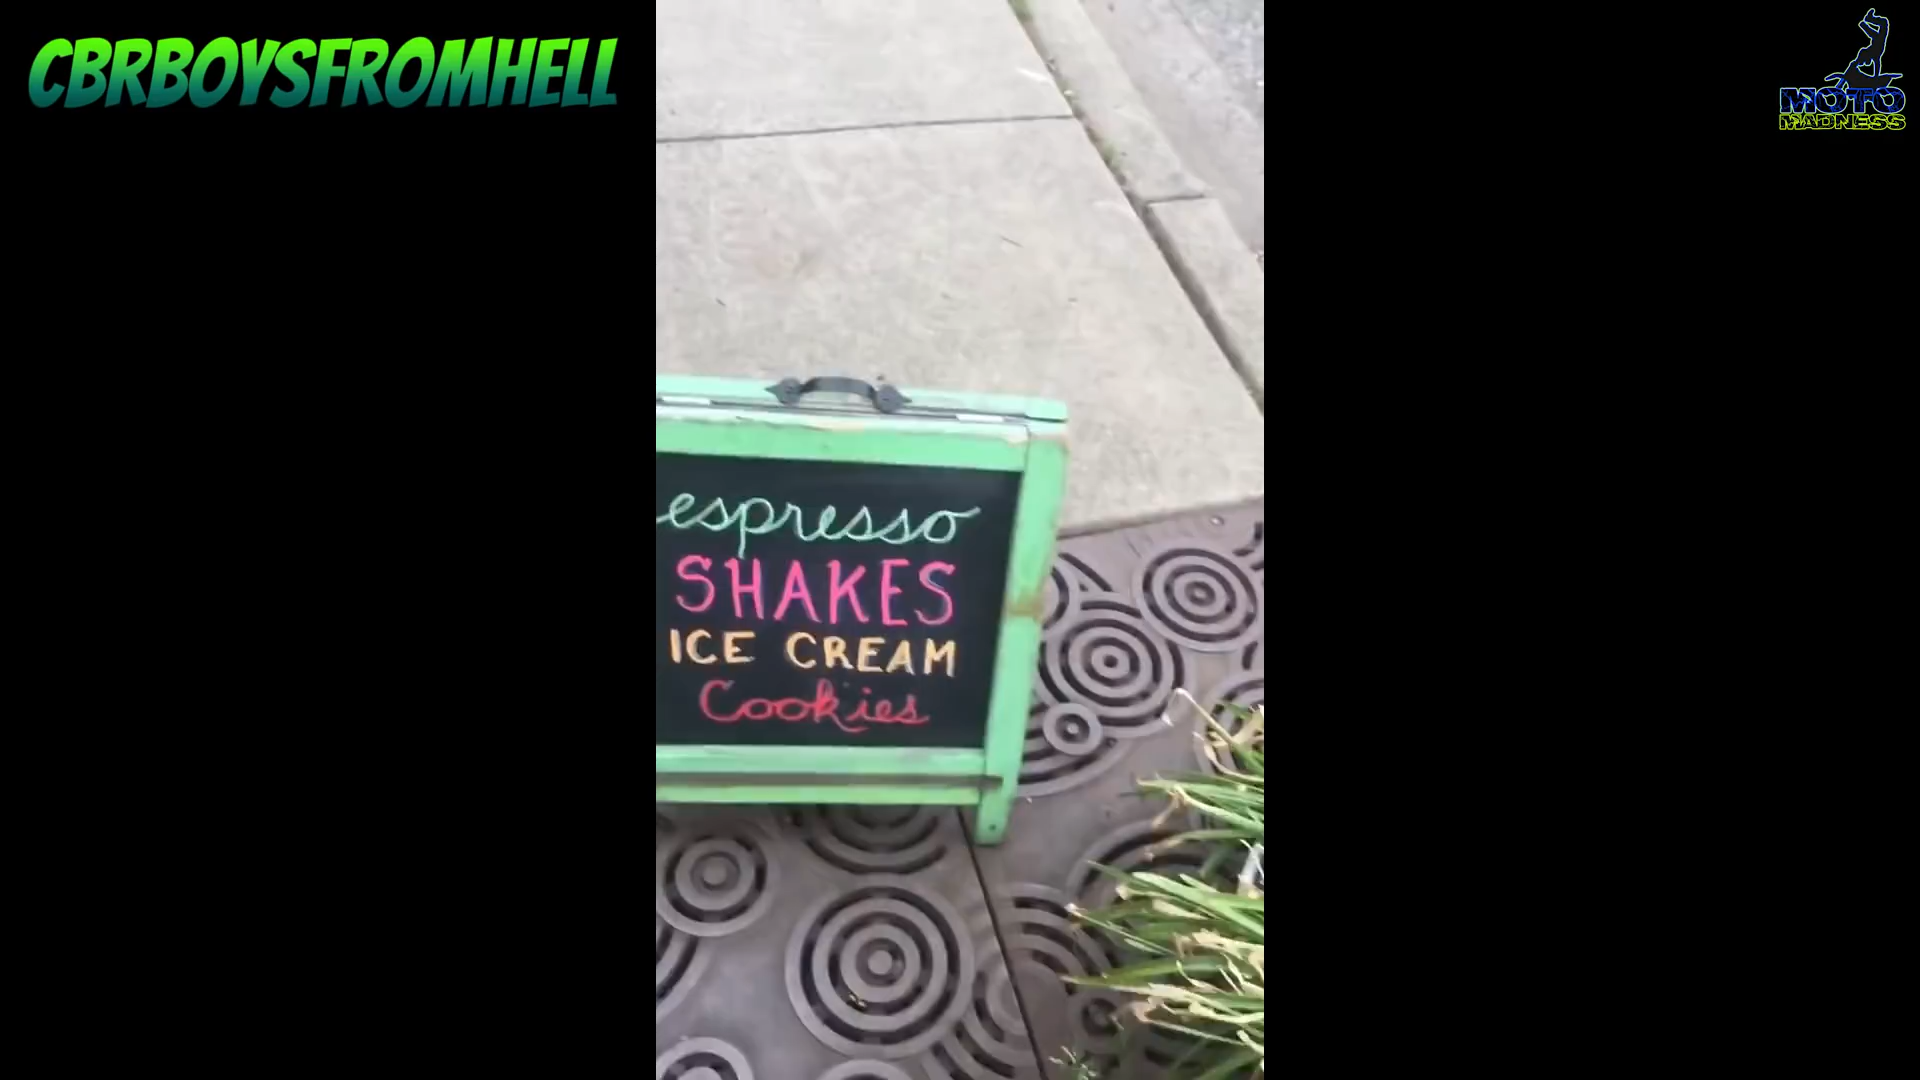 CBRBOYSFROMHELL
MOTO
MADNESS
espresso
SHAKES
ICE CREAM
Cookies